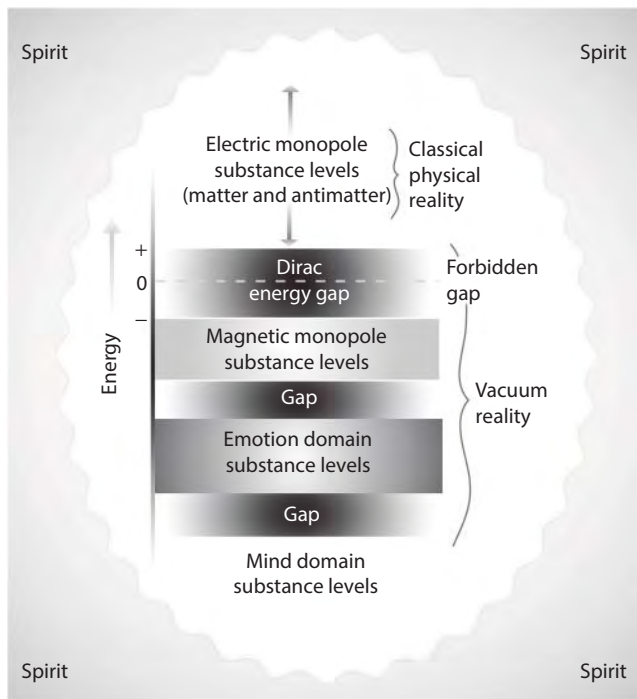 Spirit
Spirit
Electric monopole
substance levels
(matter and antimatter)
Classical
physical
reality
Energy
+
0
−
Dirac
energy gap
Forbidden
gap
Magnetic monopole
substance levels
Gap
Vacuum
reality
Emotion domain
substance levels
Gap
Mind domain
substance levels
Spirit
Spirit